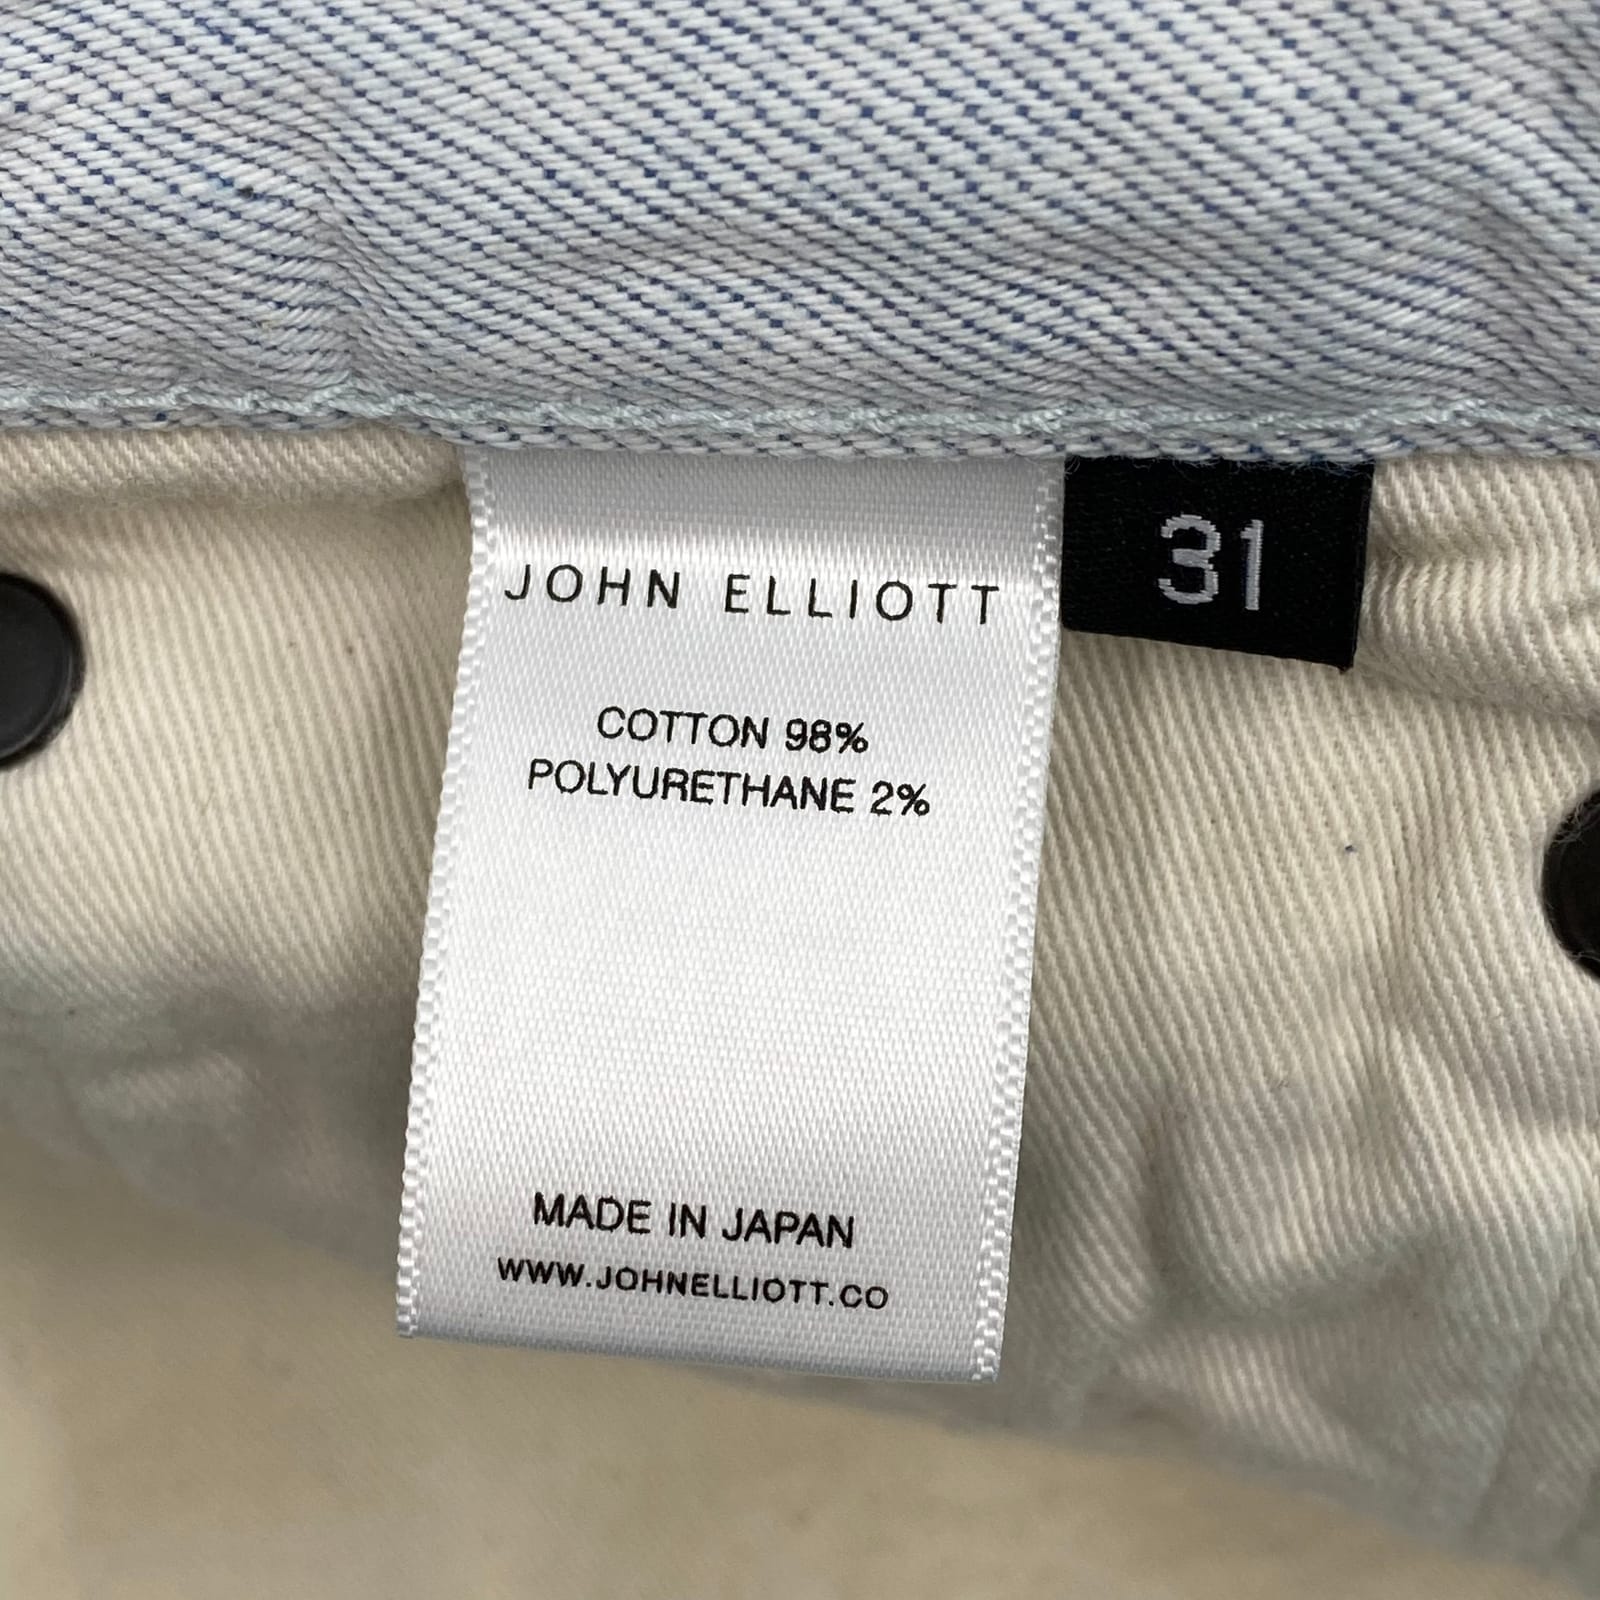 JOHN ELLIOTT
31
COTTON 98%
POLYURETHANE 2%
MADE IN JAPAN
WWW.JOHNELLIOTT.CO